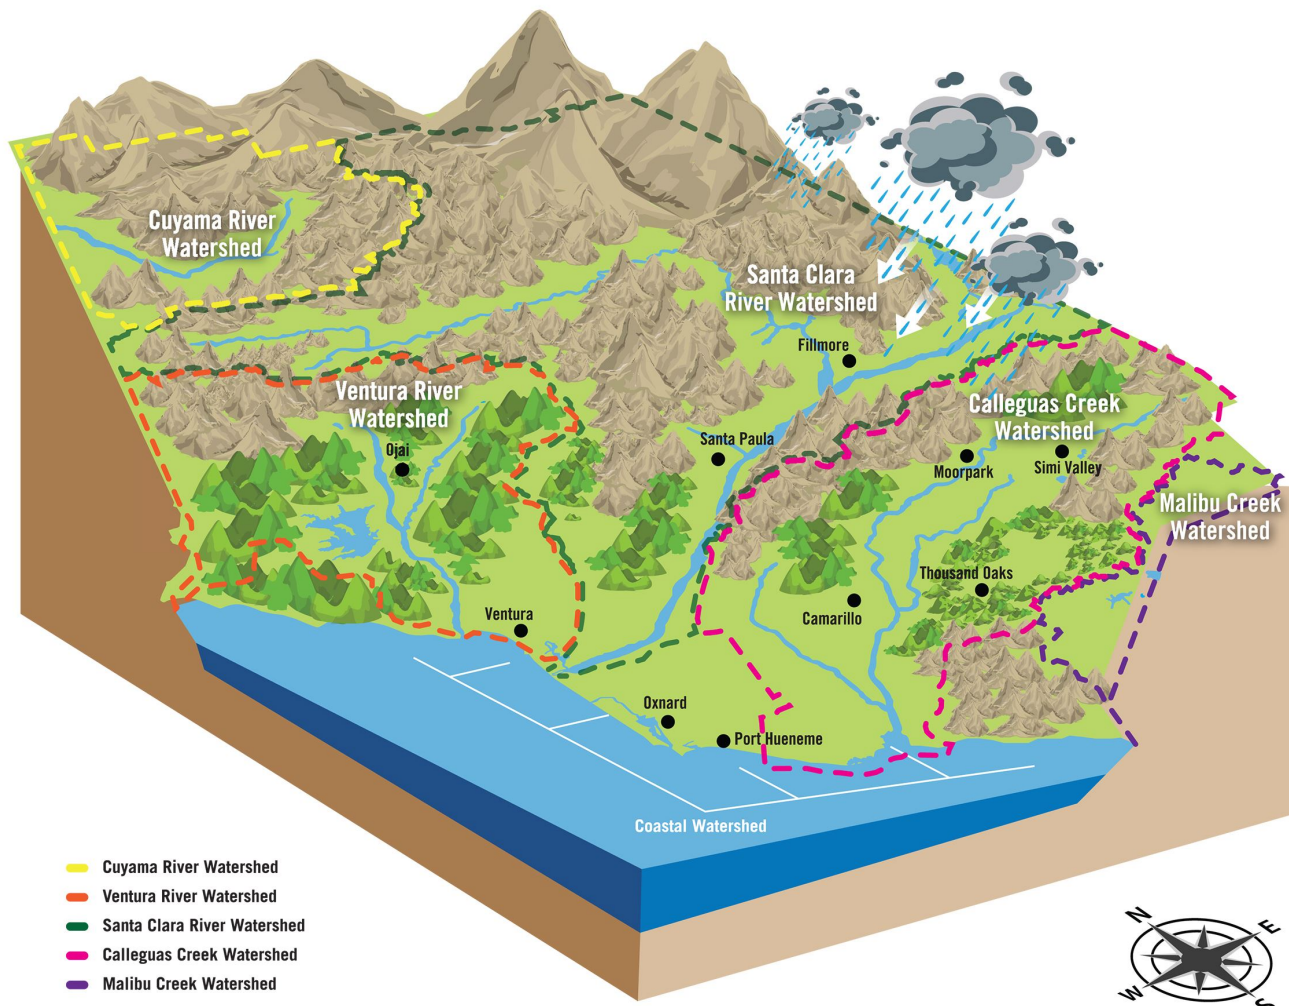 Cuyama River
Watershed
Santa Clara
River Watershed
Fillmore
Ventura River
Watershed
Calleguas Creek
Watershed
Ojai
Santa Paula
Moorpark
Simi Valley
Malibu Creek
Watershed
Thousand Oaks
Ventura
Camarillo
Oxnard
Port Hueneme
Coastal Watershed
Cuyama River Watershed
Ventura River Watershed
Santa Clara River Watershed
Calleguas Creek Watershed
Malibu Creek Watershed
N
E
W
S